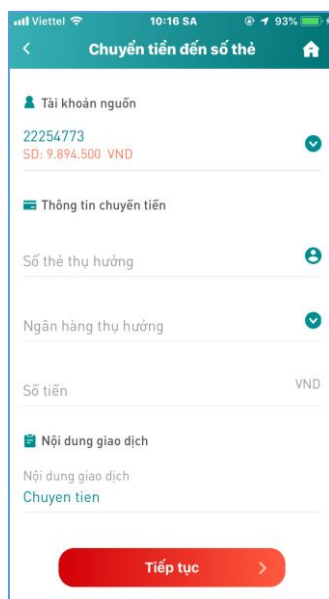 Viettel 10:16 SA 93%
Chuyển tiền đến số thẻ
Tài khoản nguồn
22254773
SD: 9.894.500 VND
Thông tin chuyển tiền
Số thẻ thụ hưởng
Ngân hàng thụ hưởng
Số tiền VND
Nội dung giao dịch
Nội dung giao dịch
Chuyen tien
Tiếp tục